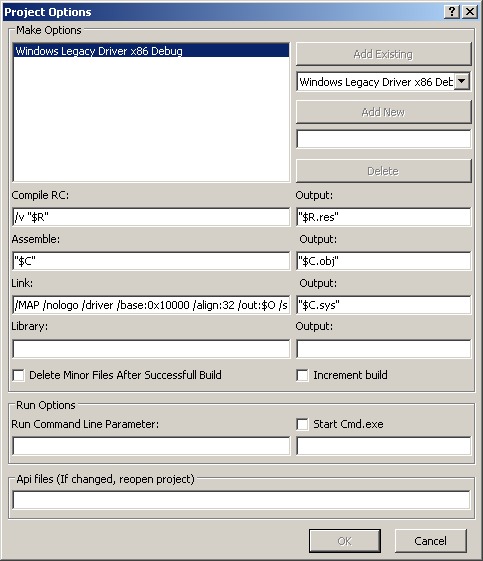 Project Options
Make Options
Windows Legacy Driver x86 Debug
Add Existing
Windows Legacy Driver x86 Deb
Add New
Delete
Compile RC:
Output:
/v "$R"
"$R.res"
Assemble:
Output:
"$C"
"$C.obj"
Link:
Output:
/MAP /nologo /driver /base:0x10000 /align:32 /out:$O /s
"$C.sys"
Library:
Output:
Delete Minor Files After Successfull Build
Increment build
Run Options
Run Command Line Parameter:
Start Cmd.exe
Api files (If changed, reopen project)
OK
Cancel